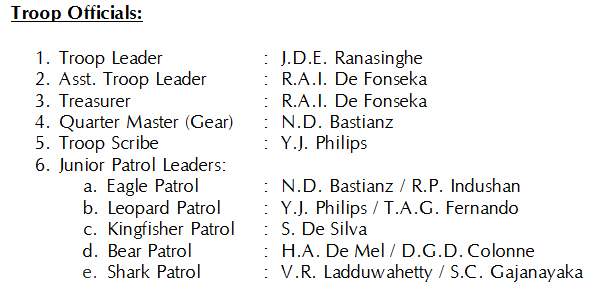 Troop Officials:
1. Troop Leader : J.D.E. Ranasinghe
2. Asst. Troop Leader : R.A.I. De Fonseka
3. Treasurer : R.A.I. De Fonseka
4. Quarter Master (Gear) : N.D. Bastianz
5. Troop Scribe : Y.J. Philips
6. Junior Patrol Leaders:
a. Eagle Patrol : N.D. Bastianz / R.P. Indushan
b. Leopard Patrol : Y.J. Philips / T.A.G. Fernando
c. Kingfisher Patrol : S. De Silva
d. Bear Patrol : H.A. De Mel / D.G.D. Colonne
e. Shark Patrol : V.R. Ladduwahetty / S.C. Gajanayaka